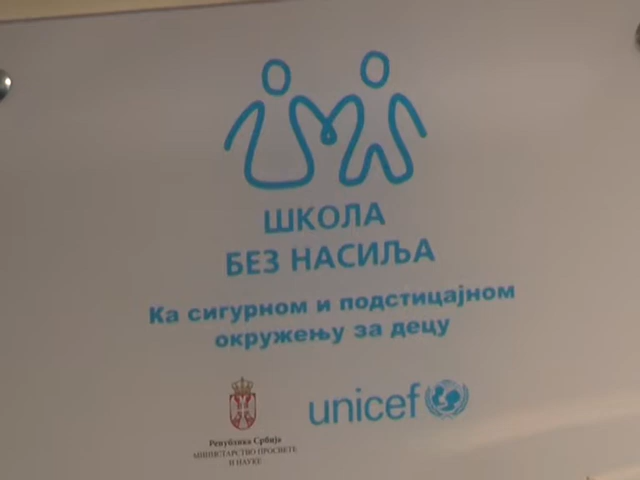 ШКОЛА
БЕЗ НАСИЉА
Ка сигурном и подстицајном
окружењу за децу
unicef
Република Србија
МИНИСТАРСТВО ПРОСВЕТЕ
И НАУКЕ